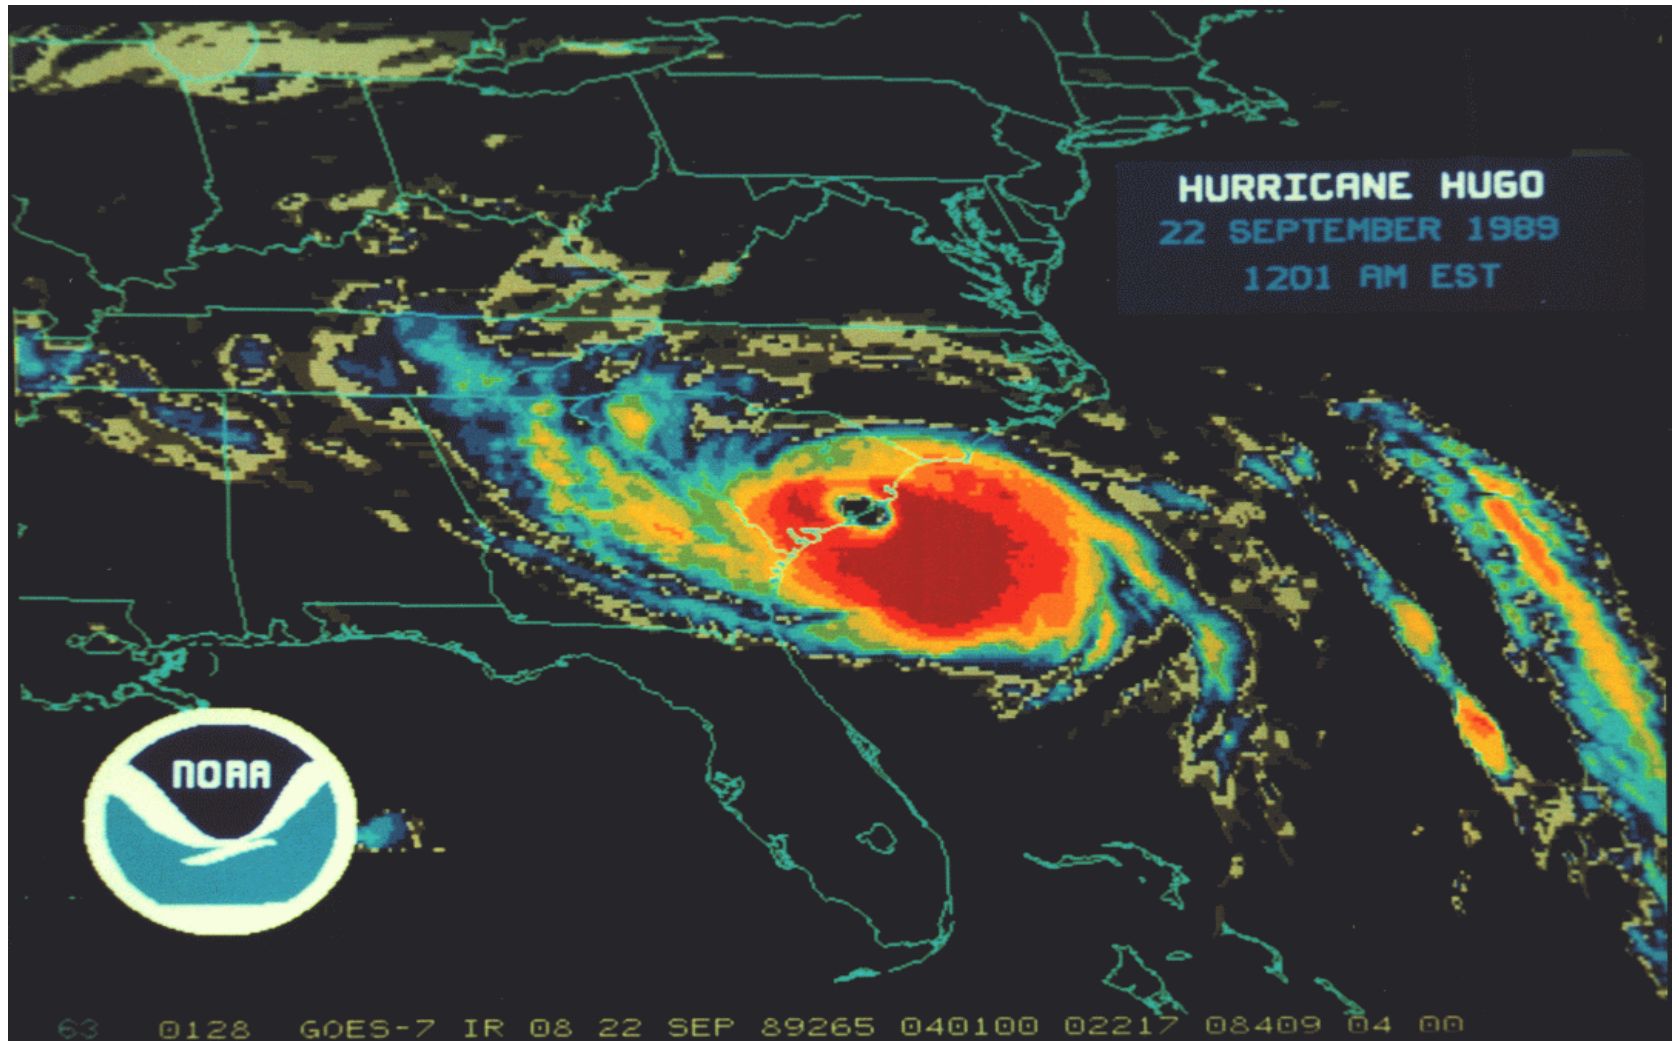 HURRICANE HUGO
22 SEPTEMBER 1989
1201 AM EST
NOAA
63 0128 GOES-7 IR 08 22 SEP 89265 040100 02217 08409 04 00